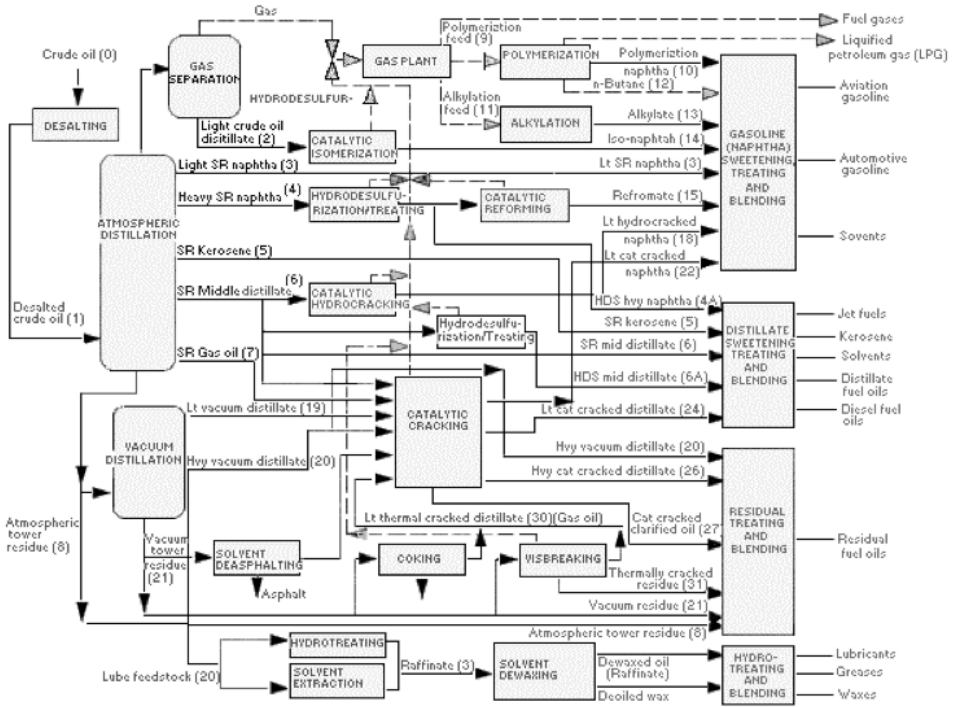 Gas
Fuel gases
Polymeriztion
feed (9)
Liquified
petroleum gas (LPG)
Crude oil (0)
GAS
SEPARATION
GAS PLANT
POLYMERIZATION
Polymeriztion
naphtha (10)
n-Butane (12)
Aviation
gasoline
HYDRODESULFUR-
Alkylation
feed (11)
DESALTING
ALKYLATION
Alkylate (13)
Light crude oil
disitillate (2)
CATALYTIC
ISOMERIZATION
Iso-naphtah (14)
GASOLINE
(NAPHTHA)
SWEETENING,
TREATING
AND
BLENDING
Automotive
gasoline
Light SR naphtha (3)
Lt SR naphtha (3)
Heavy SR naphtha (4)
HYDRODESULFU-
RIZATION/TREATING
CATALYTIC
REFORMING
Refromate (15)
ATMOSPHERIC
DISTILLATION
Lt hydrocracked
naphtha (18)
Sovents
SR Kerosene (5)
Lt cat cracked
naphtha (22)
SR Middle distillate (6)
CATALYTIC
HYDROCRACKING
HDS hvy naphtha (4A)
Jet fuels
Desalted
crude oil (1)
Hydrodesulfu-
rization/Treating
SR kerosene (5)
DISTILLATE
SWEETENING
TREATING
AND
BLENDING
Kerosene
SR mid distillate (6)
Solvents
SR Gas oil (7)
HDS mid distillate (6A)
Distillate
fuel oils
Lt vacuum distillate (19)
CATALYTIC
CRACKING
Lt cat cracked distillate (24)
Diesel fuel
oils
VACUUM
DISTILLATION
Hvy vacuum distillate (20)
Hvy vacuum distillate (20)
Hvy cat cracked distillate (26)
Atmospheric
tower
residue (8)
Lt thermal cracked distillate (30)(Gas oil)
Cat cracked
clarified oil (27)
RESIDUAL
TREATING
AND
BLENDING
Residual
fuel oils
Vacuum
tower
residue
(21)
SOLVENT
DEASPHALTING
COKING
VISBREAKING
Asphalt
Thermally cracked
residue (31)
Vacuum residue (21)
Atmospheric tower residue (8)
HYDROTREATING
Lube feedstock (20)
SOLVENT
EXTRACTION
Raffinate (3)
SOLVENT
DEWAXING
Dewaxed oil
(Raffinate)
Deoiled wax
HYDRO-
TREATING
AND
BLENDING
Lubricants
Greases
Waxes